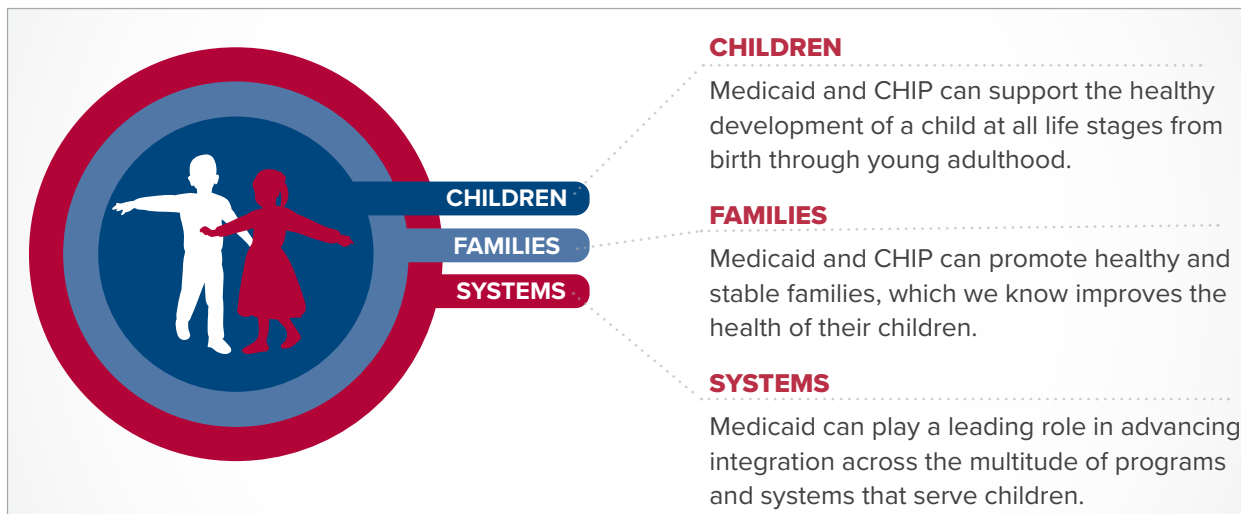 CHILDREN
FAMILIES
SYSTEMS
CHILDREN
Medicaid and CHIP can support the healthy
development of a child at all life stages from
birth through young adulthood.
FAMILIES
Medicaid and CHIP can promote healthy and
stable families, which we know improves the
health of their children.
SYSTEMS
Medicaid can play a leading role in advancing
integration across the multitude of programs
and systems that serve children.